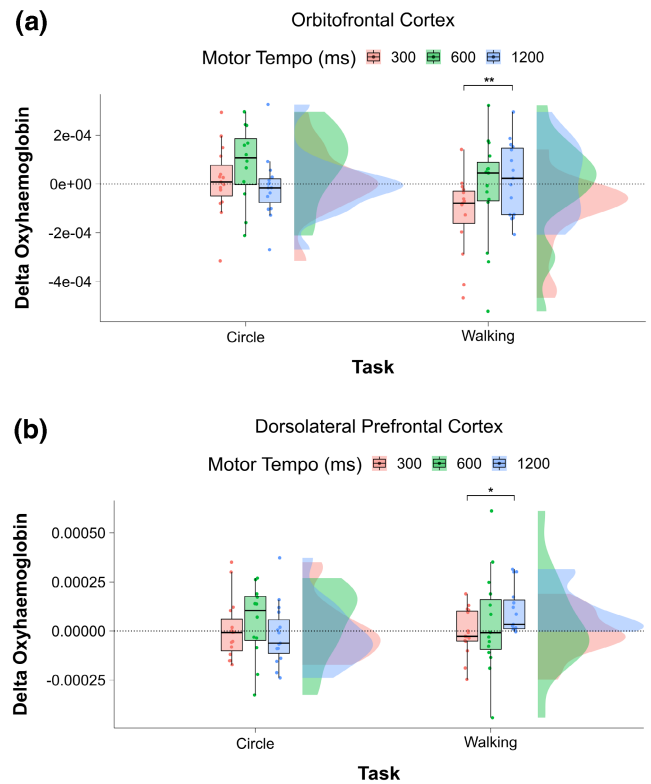 (a)
Orbitofrontal Cortex
Motor Tempo (ms) 300 600 1200
**
2e-04
0e+00
-2e-04
-4e-04
Delta Oxyhaemoglobin
Circle Walking
Task
(b)
Dorsolateral Prefrontal Cortex
Motor Tempo (ms) 300 600 1200
*
0.00050
0.00025
0.00000
-0.00025
Delta Oxyhaemoglobin
Circle Walking
Task